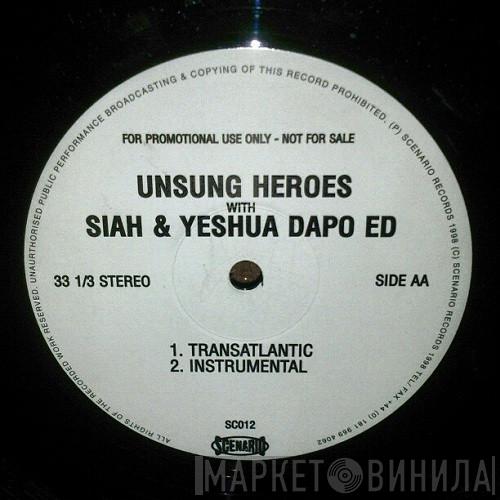 ALL RIGHTS OF THE RECORDED WORK RESERVED. UNAUTHORISED PUBLIC PERFORMANCE BROADCASTING & COPYING OF THIS RECORD PROHIBITED. (P) SCENARIO RECORDS 1998 (C) SCENARIO RECORDS 1998 TEL/ FAX +44 (0) 181 969 4062
FOR PROMOTIONAL USE ONLY - NOT FOR SALE
UNSUNG HEROES
WITH
SIAH & YESHUA DAPO ED
33 1/3 STEREO
SIDE AA
1. TRANSATLANTIC
2. INSTRUMENTAL
SC012
SCENARIO
МАРКЕТ ВИНИЛА